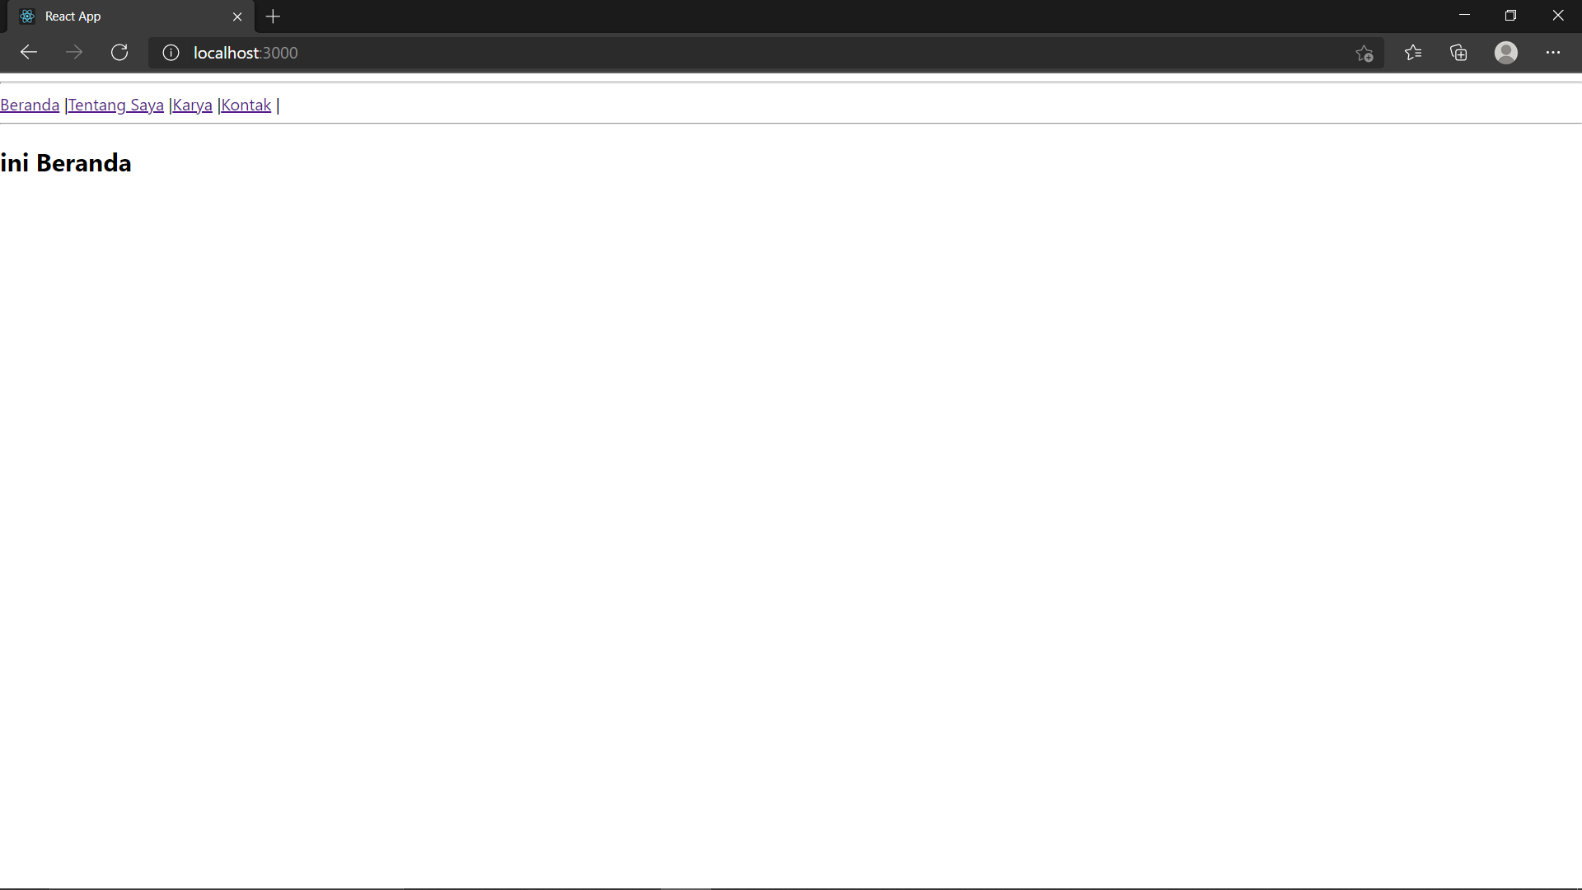 React App
localhost:3000
Beranda |Tentang Saya |Karya |Kontak |
ini Beranda